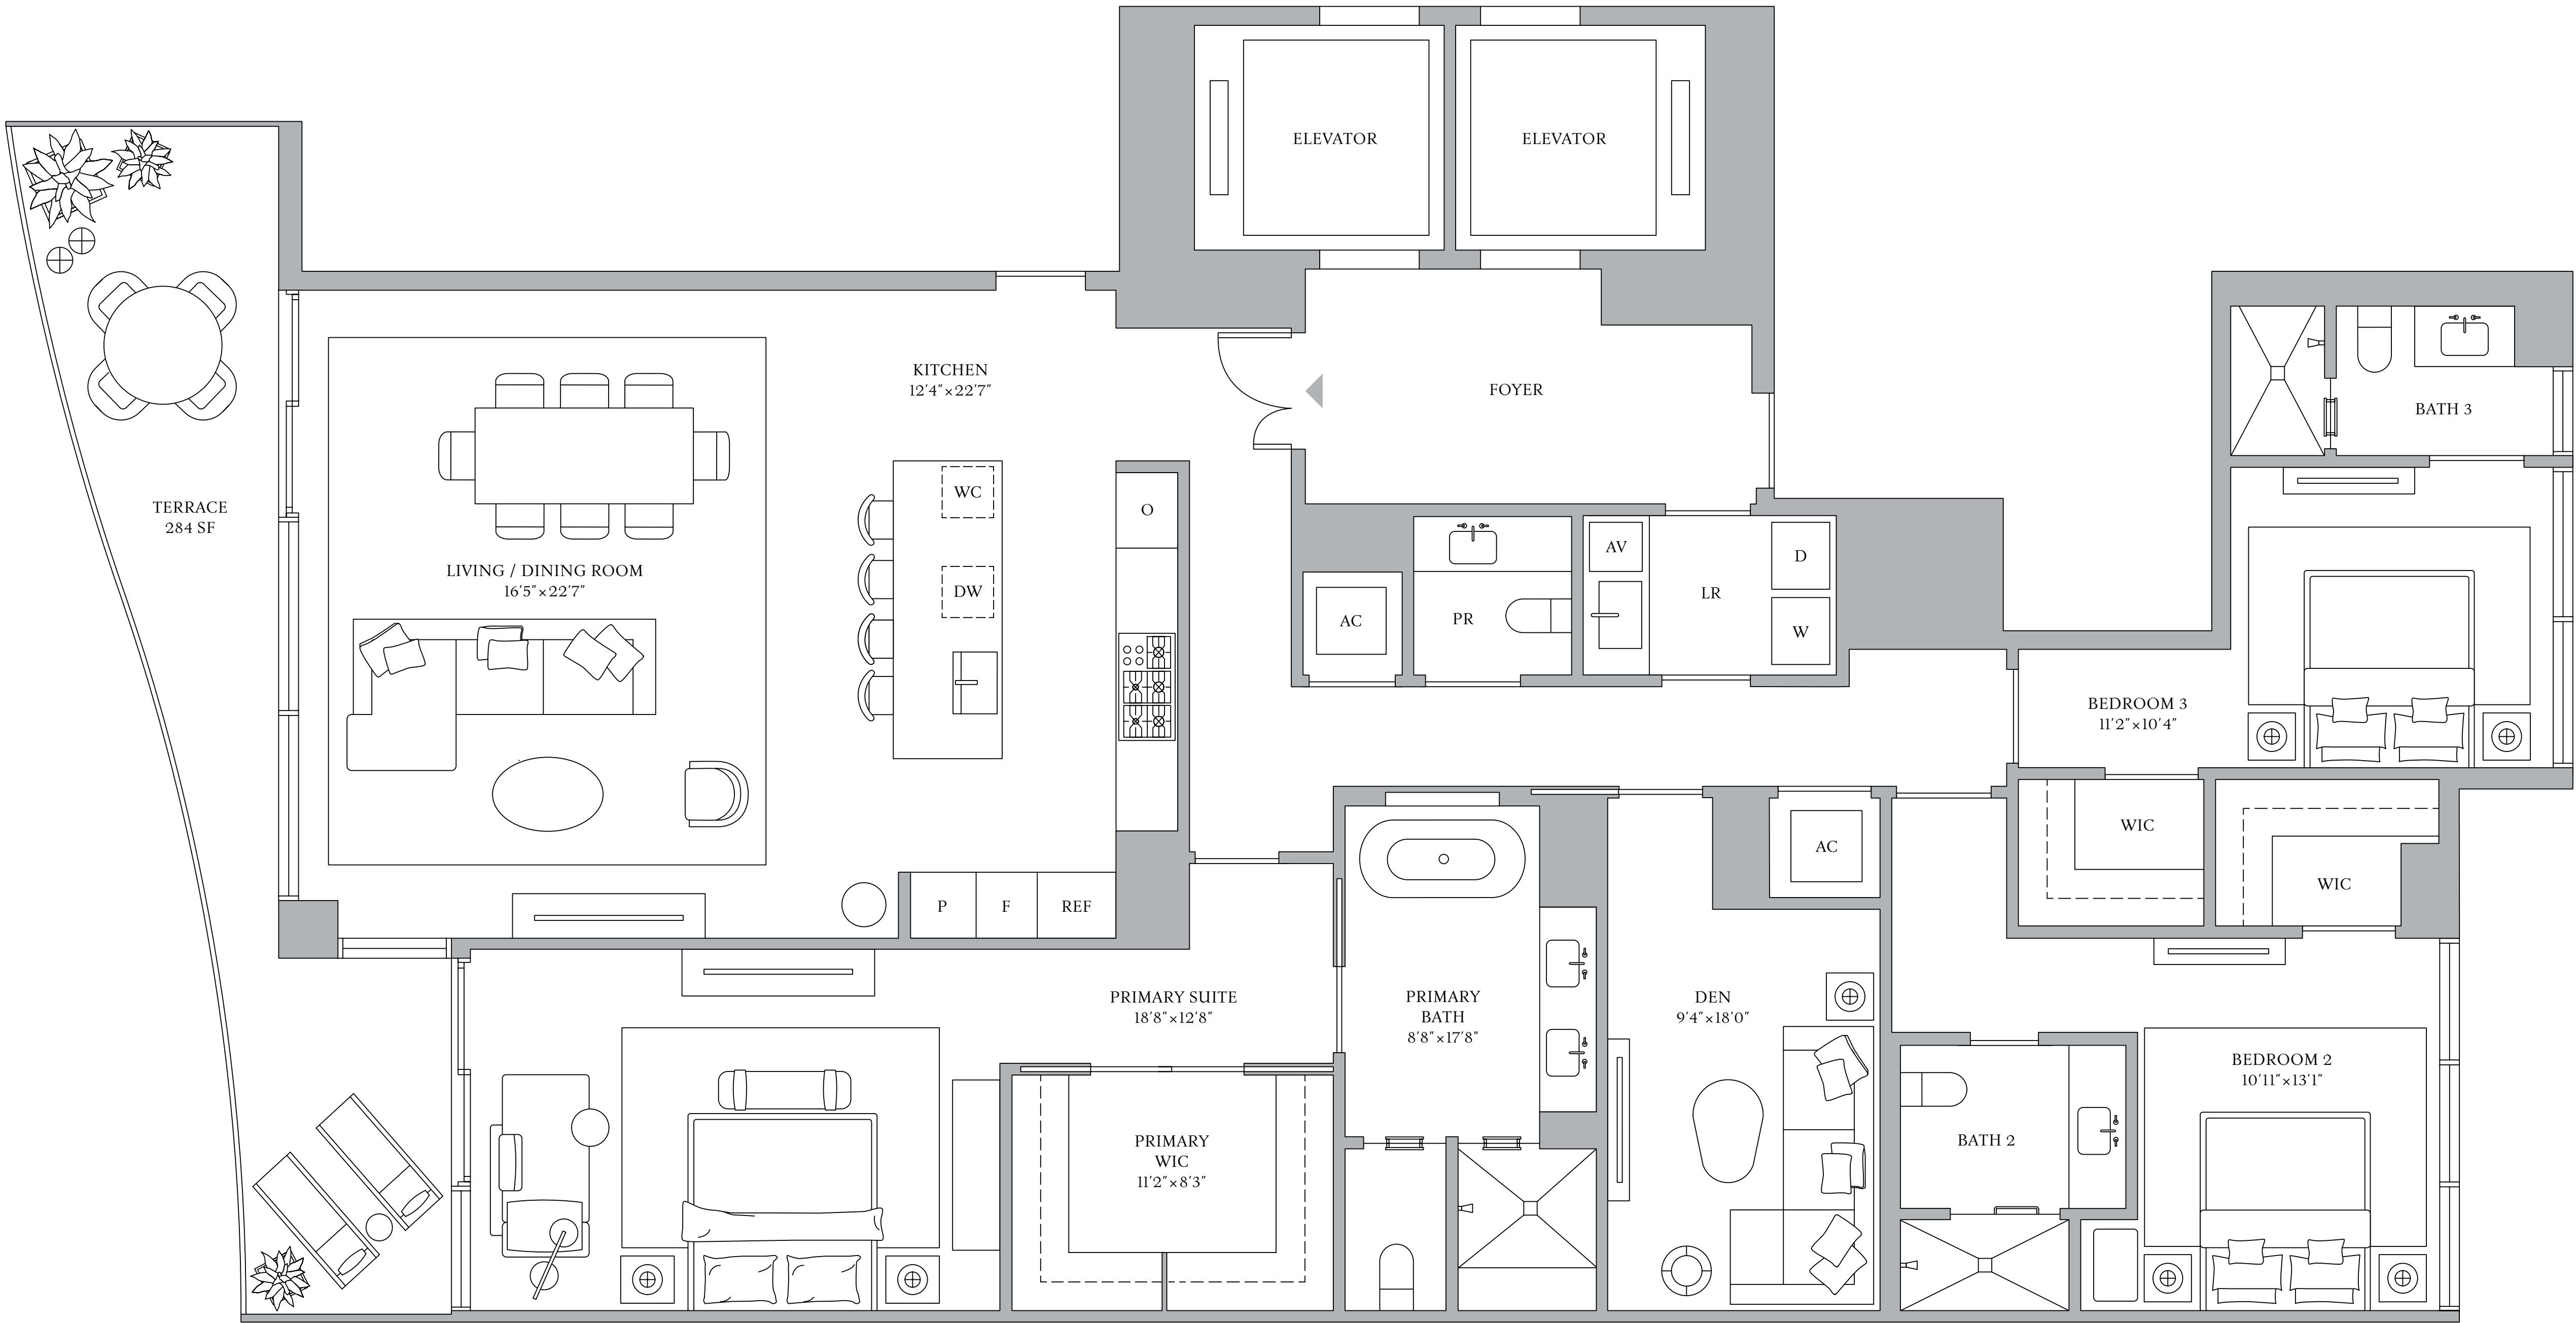 ELEVATOR
ELEVATOR
KITCHEN
12'4"×22'7"
FOYER
BATH 3
TERRACE
284 SF
WC
O
LIVING / DINING ROOM
16'5"×22'7"
DW
AC
PR
AV
LR
D
W
BEDROOM 3
11'2"×10'4"
WIC
AC
WIC
P
F
REF
PRIMARY SUITE
18'8"×12'8"
PRIMARY
BATH
8'8"×17'8"
DEN
9'4"×18'0"
BEDROOM 2
10'11"×13'1"
PRIMARY
WIC
11'2"×8'3"
BATH 2